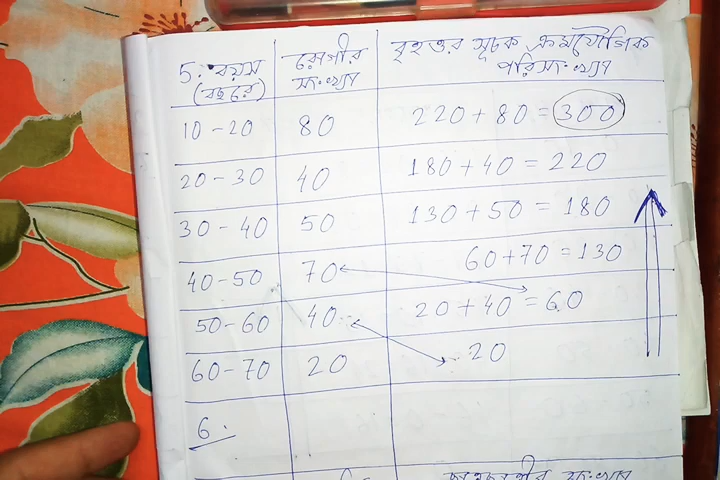 5. বয়স (বছরে) রোগীর সংখ্যা বৃহত্তর সূচক ক্রমযৌগিক পরিসংখ্যা
10-20 80 220 + 80 = 300
20-30 40 180 + 40 = 220
30-40 50 130 + 50 = 180
40-50 70 60+70 = 130
50-60 40 20 + 40 = 60
60-70 20 20
6.
সংখ্যা